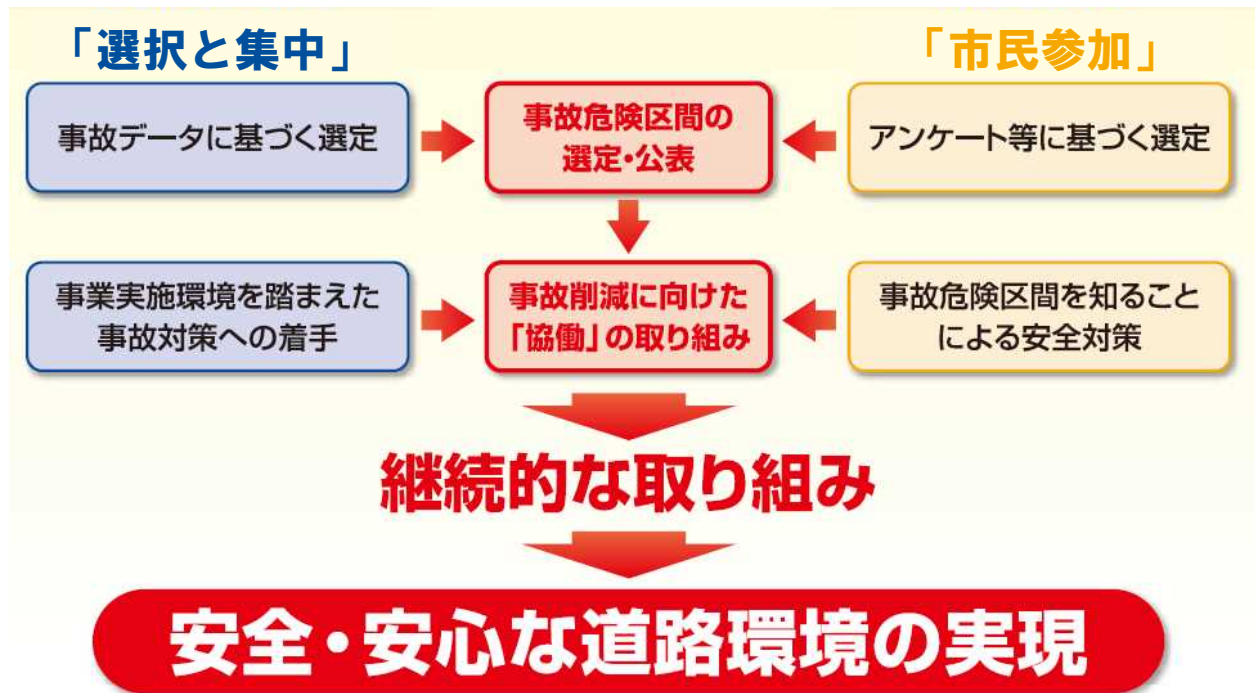 「選択と集中」
「市民参加」
事故データに基づく選定
事故危険区間の
選定・公表
アンケート等に基づく選定
事業実施環境を踏まえた
事故対策への着手
事故削減に向けた
「協働」の取り組み
事故危険区間を知ること
による安全対策
継続的な取り組み
安全・安心な道路環境の実現